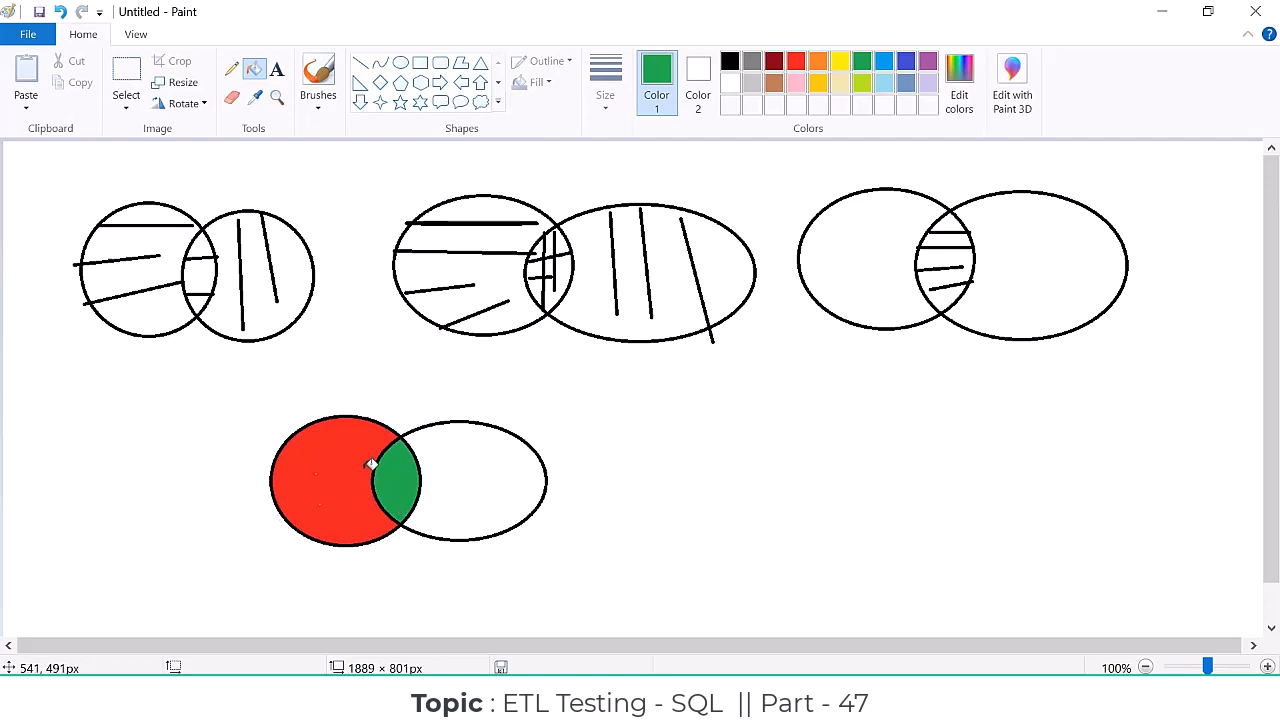 Untitled - Paint
File
Home
View
Paste
Cut
Copy
Clipboard
Select
Crop
Resize
Rotate
Image
A
Tools
Brushes
Outline
Fill
Shapes
Size
Color
1
Color
2
Edit
colors
Colors
Edit with
Paint 3D
541, 491px
1889 × 801px
100%
Topic : ETL Testing - SQL || Part - 47